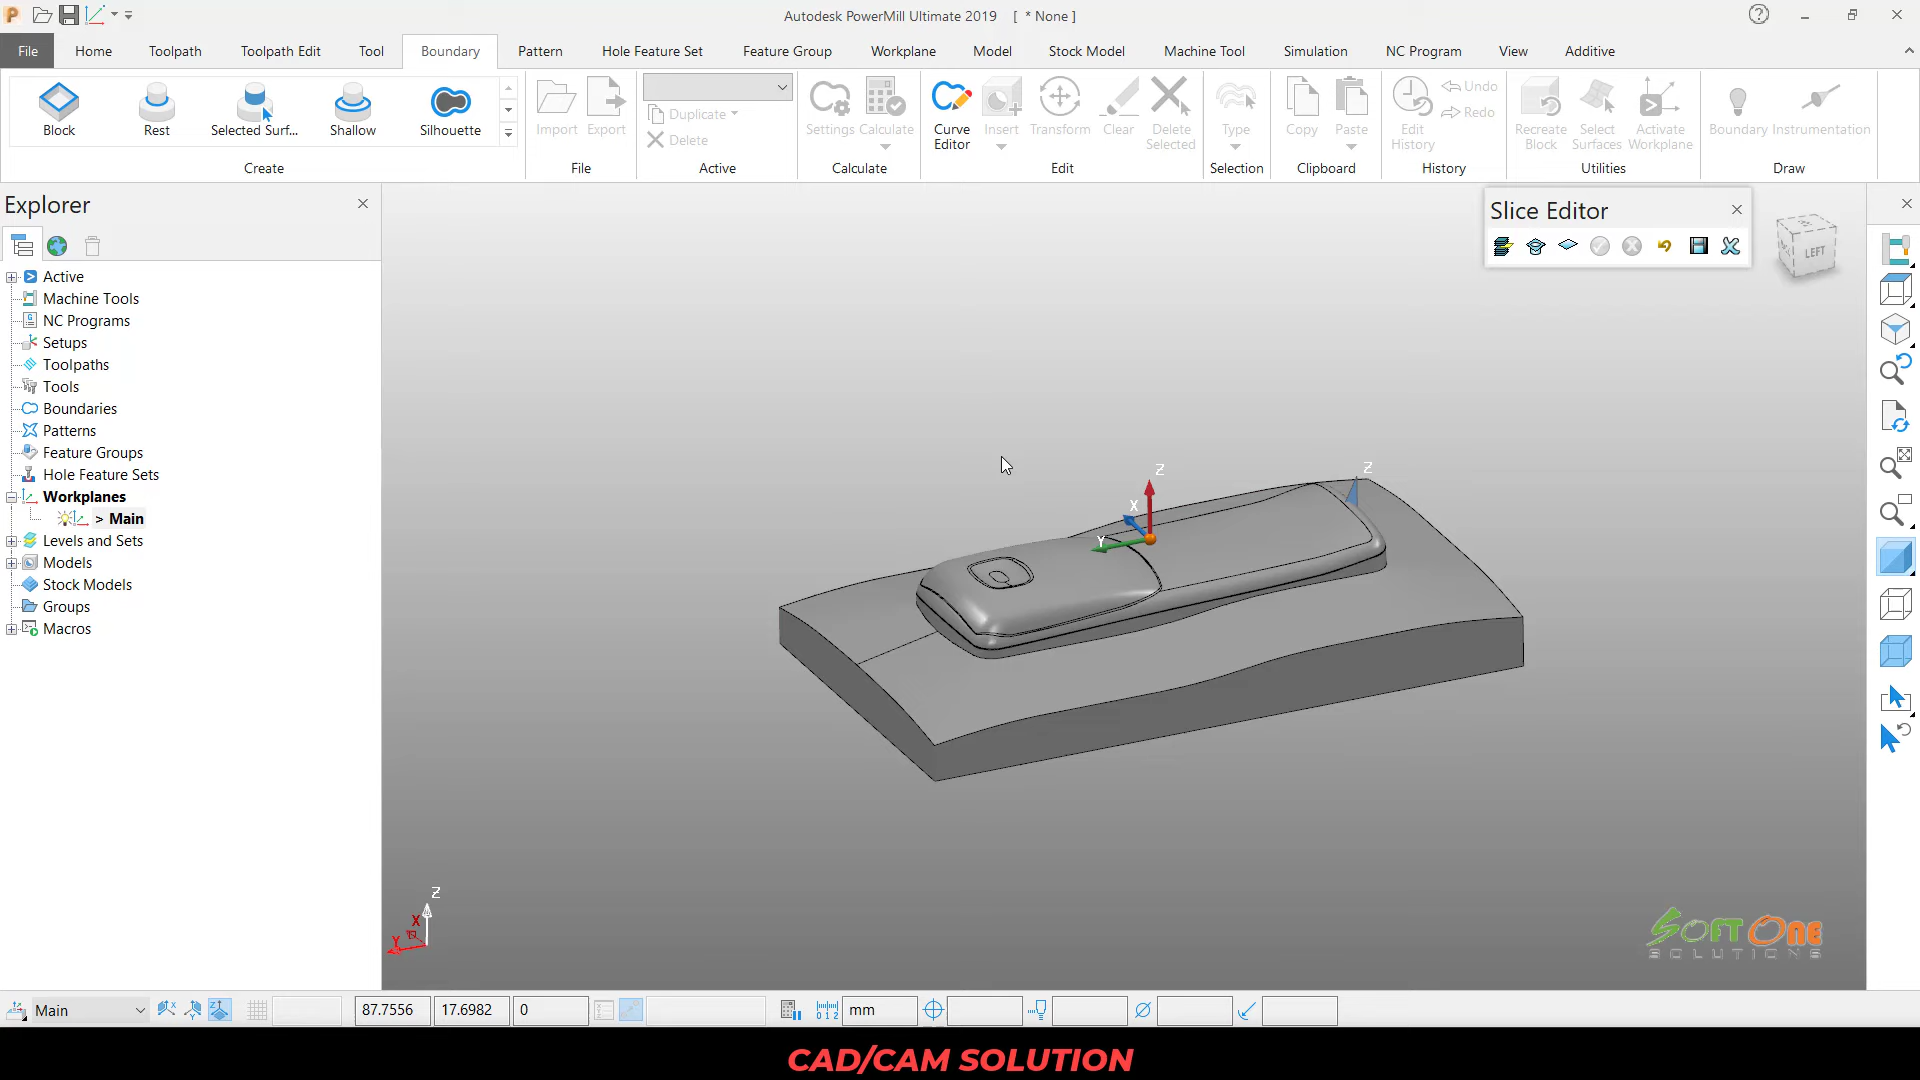 Autodesk PowerMill Ultimate 2019 [ * None ]
File Home Toolpath Toolpath Edit Tool Boundary Pattern Hole Feature Set Feature Group Workplane Model Stock Model Machine Tool Simulation NC Program View Additive
Block Rest Selected Surf... Shallow Silhouette
Create
Import Export
File
Duplicate
Delete
Active
Settings Calculate
Calculate
Curve Editor Insert Transform Clear Delete Selected
Edit
Type
Selection
Copy Paste
Clipboard
Edit History Undo
Redo
History
Recreate Block Select Surfaces Activate Workplane
Utilities
Boundary Instrumentation
Draw
Explorer
Active
Machine Tools
NC Programs
Setups
Toolpaths
Tools
Boundaries
Patterns
Feature Groups
Hole Feature Sets
Workplanes
> Main
Levels and Sets
Models
Stock Models
Groups
Macros
Slice Editor
LEFT
Z
Z
X
Y
Z
X
Y
SOFT ONE
SOLUTIONS
Main 87.7556 17.6982 0 mm
CAD/CAM SOLUTION